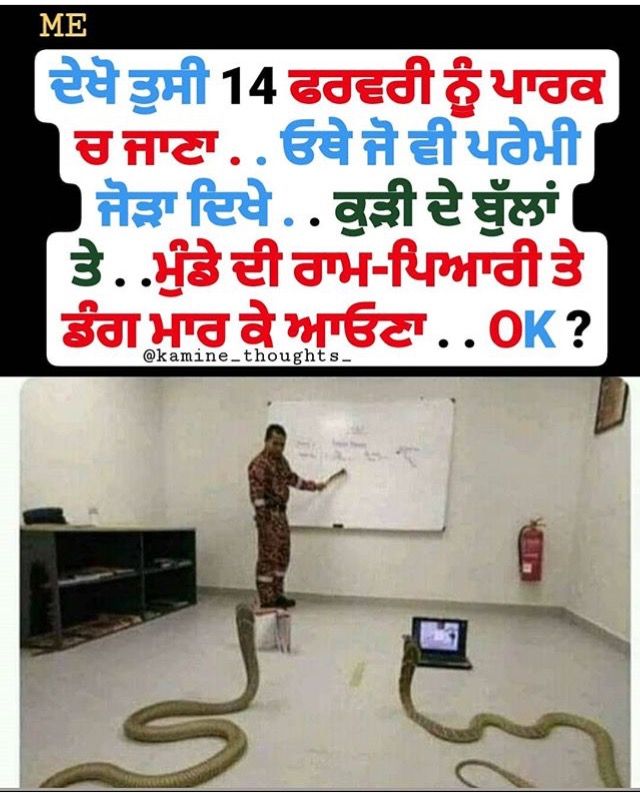 ME
ਦੇਖੋ ਤੁਸੀ 14 ਫਰਵਰੀ ਨੂੰ ਪਾਰਕ
ਚ ਜਾਣਾ . . ਓਥੇ ਜੋ ਵੀ ਪਰੇਮੀ
ਜੋੜਾ ਦਿਖੇ . . ਕੁੜੀ ਦੇ ਬੁੱਲਾਂ
ਤੇ . .ਮੁੰਡੇ ਦੀ ਰਾਮ-ਪਿਆਰੀ ਤੇ
ਡੰਗ ਮਾਰ ਕੇ ਆਓਣਾ . . OK ?
@kamine_thoughts_